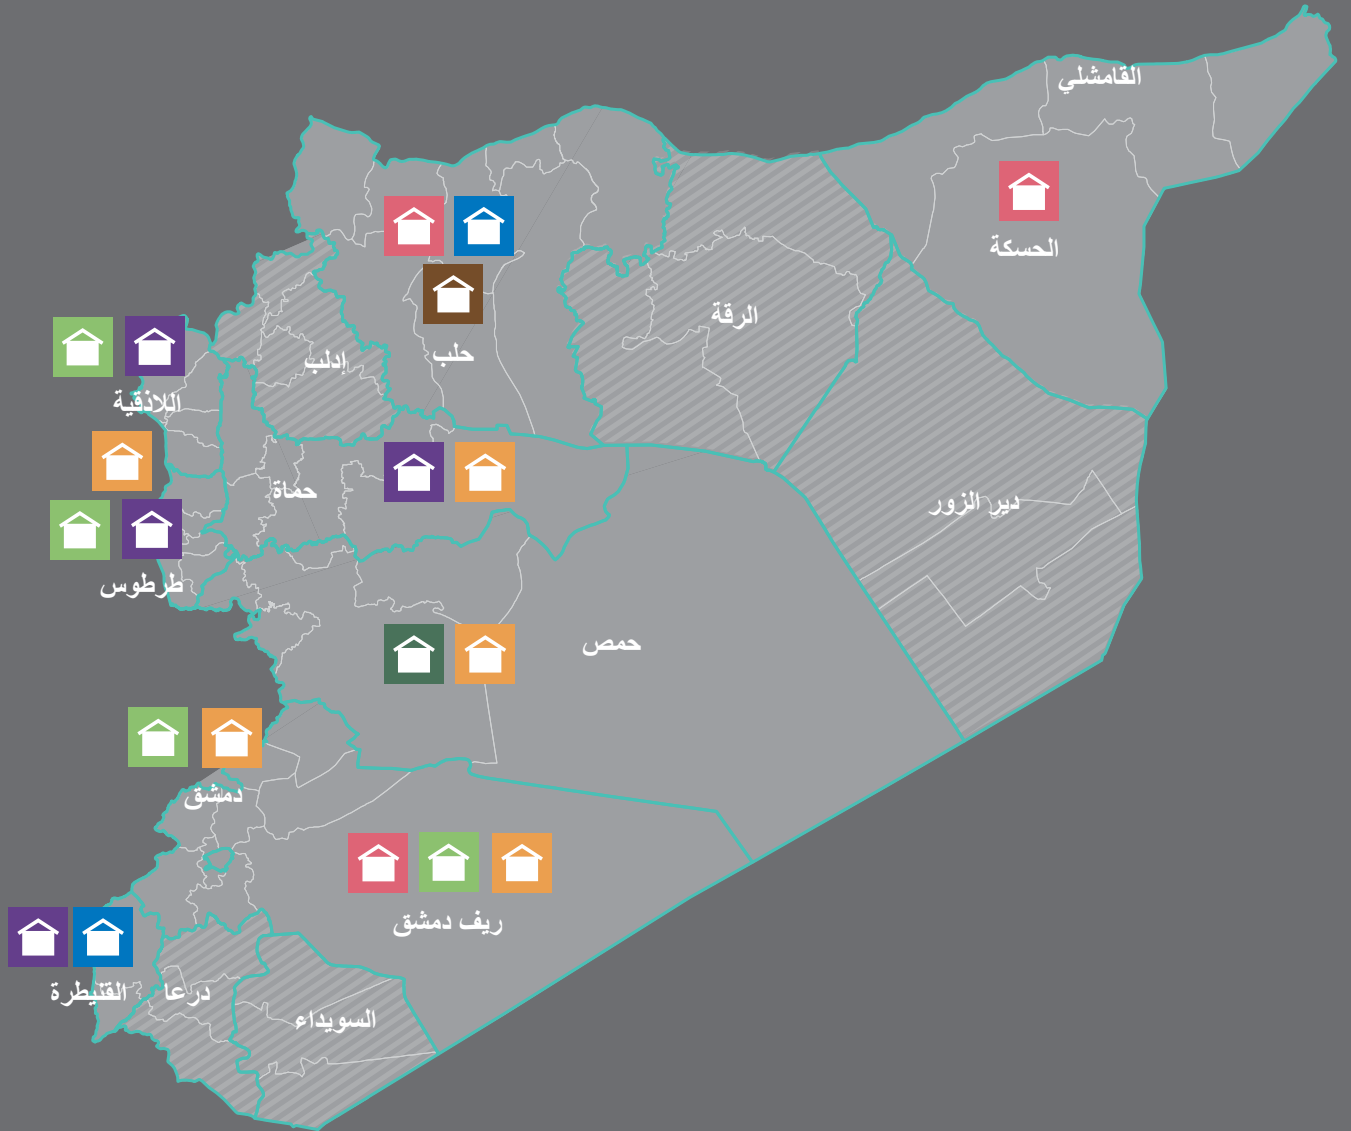 القامشلي
الحسكة
الرقة
حلب
إدلب
اللاذقية
حماة
دير الزور
طرطوس
حمص
دمشق
ريف دمشق
القنيطرة
درعا
السويداء